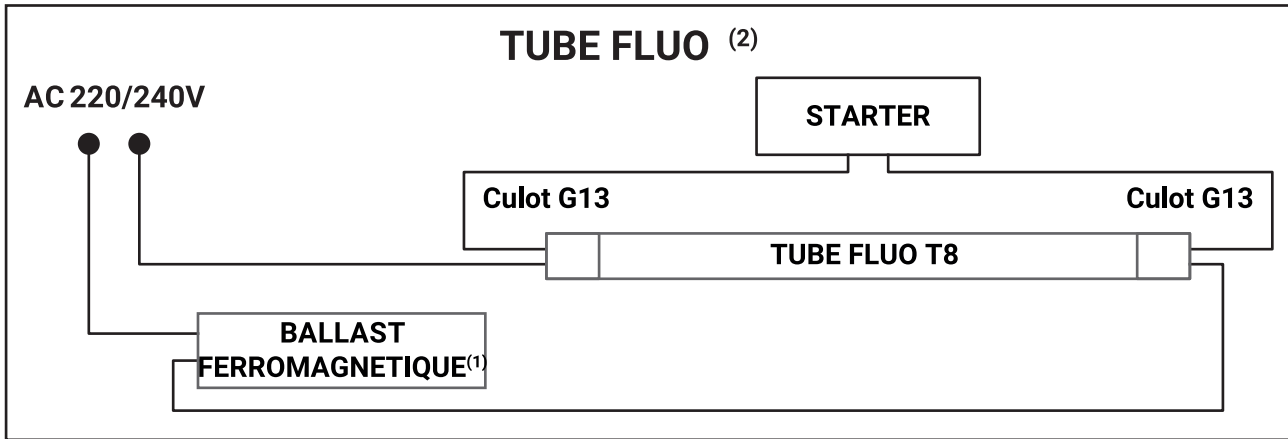 TUBE FLUO (2)
AC 220/240V
STARTER
Culot G13
Culot G13
TUBE FLUO T8
BALLAST
FERROMAGNETIQUE(1)